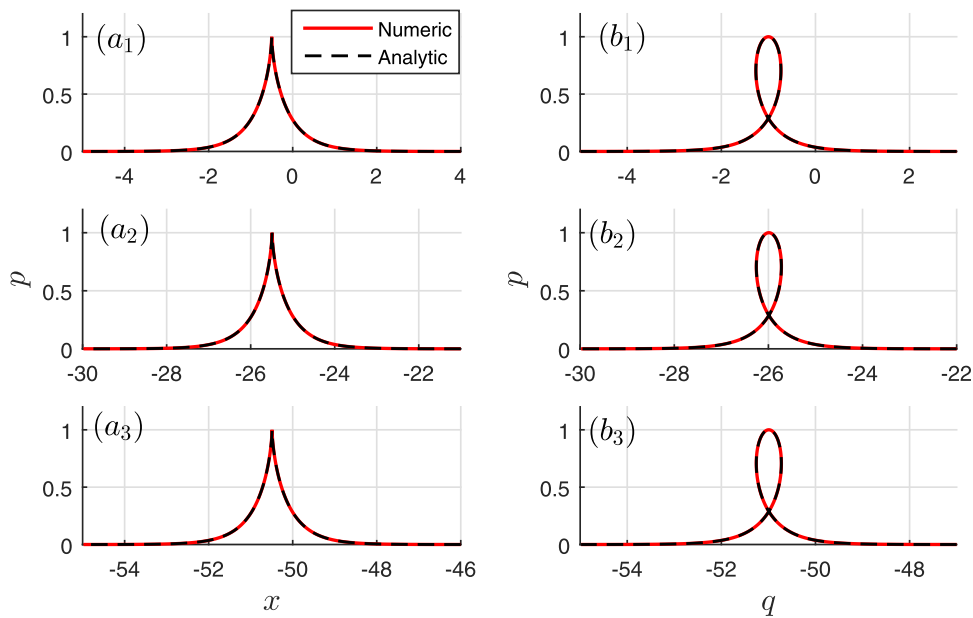 (a₁)
Numeric
Analytic
1
0.5
0
-4 -2 0 2 4
(b₁)
1
0.5
0
-4 -2 0 2
(a₂)
p
1
0.5
0
-30 -28 -26 -24 -22
(b₂)
p
1
0.5
0
-30 -28 -26 -24 -22
(a₃)
1
0.5
0
-54 -52 -50 -48 -46
x
(b₃)
1
0.5
0
-54 -52 -50 -48
q